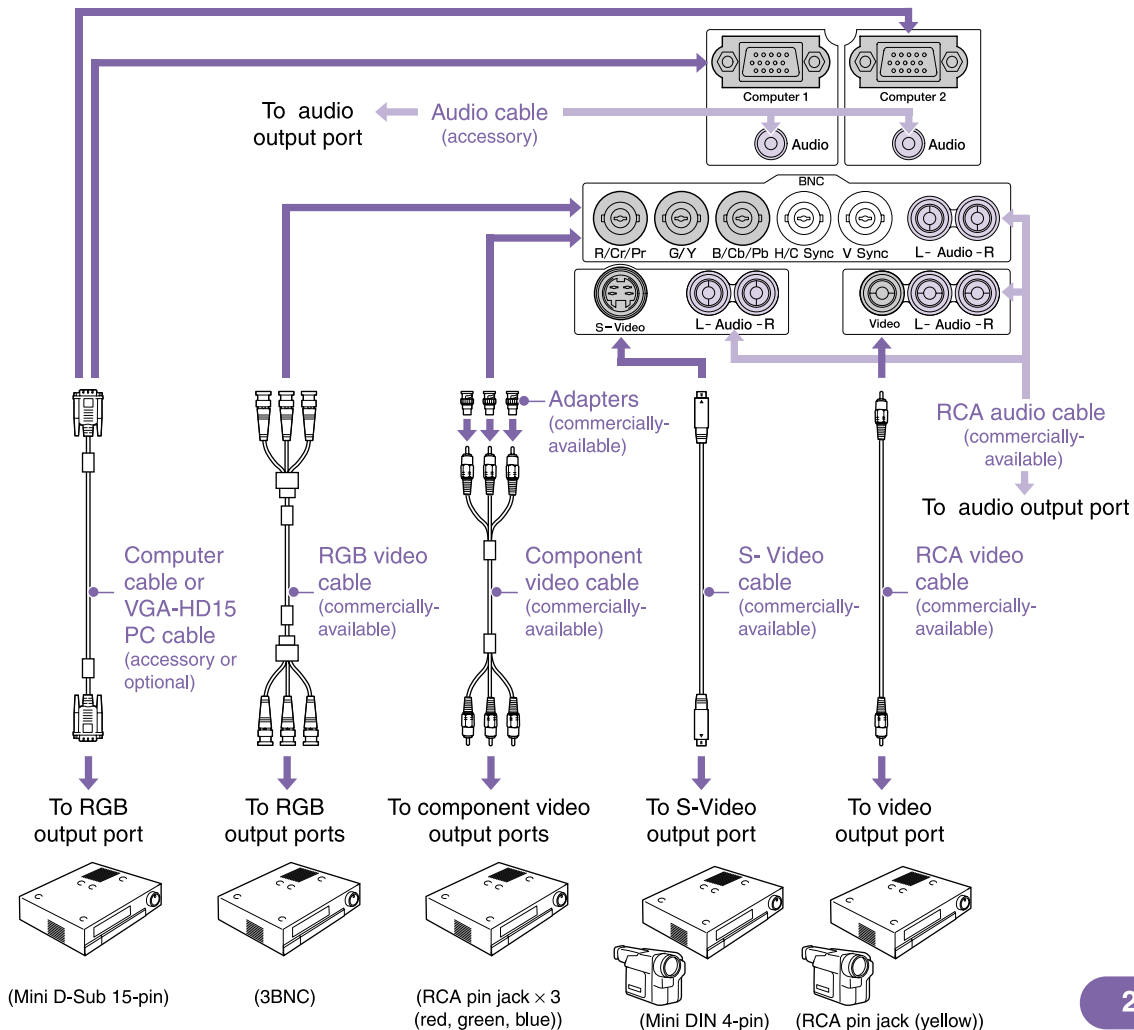 Computer 1
Computer 2
To audio
output port
Audio cable
(accessory)
Audio
Audio
BNC
R/Cr/Pr
G/Y
B/Cb/Pb
H/C Sync
V Sync
L- Audio -R
S-Video
L- Audio -R
Video
L- Audio -R
Adapters
(commercially-
available)
RCA audio cable
(commercially-
available)
To audio output port
Computer
cable or
VGA-HD15
PC cable
(accessory or
optional)
RGB video
cable
(commercially-
available)
Component
video cable
(commercially-
available)
S- Video
cable
(commercially-
available)
RCA video
cable
(commercially-
available)
To RGB
output port
To RGB
output ports
To component video
output ports
To S-Video
output port
To video
output port
(Mini D-Sub 15-pin)
(3BNC)
(RCA pin jack × 3
(red, green, blue))
(Mini DIN 4-pin)
(RCA pin jack (yellow))
2